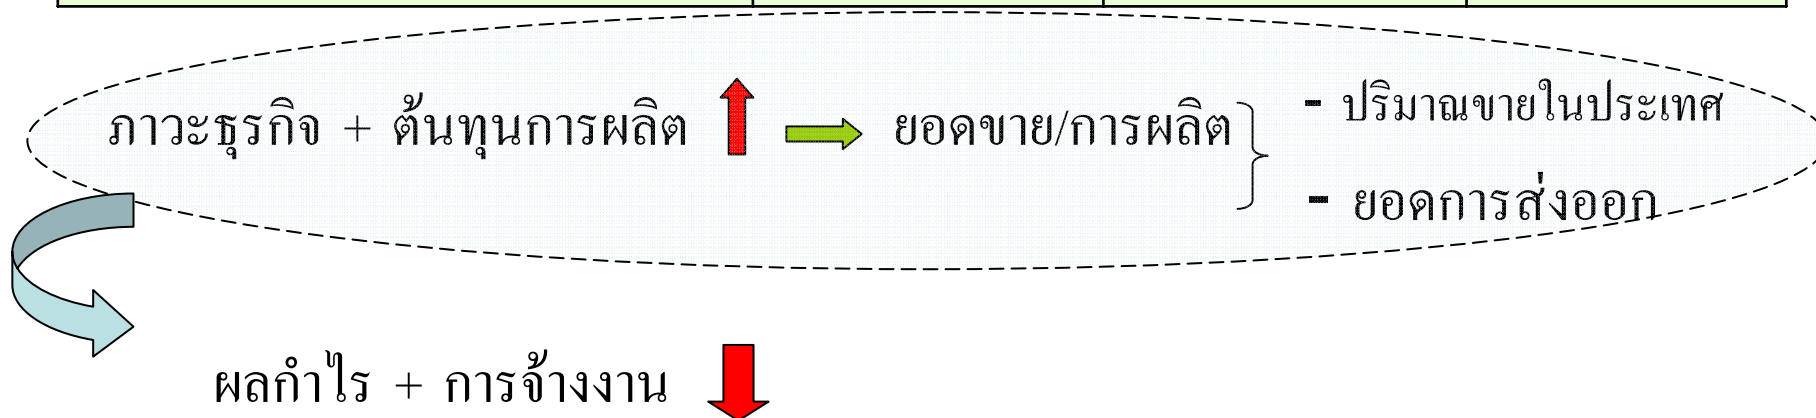 ภาวะธุรกิจ + ต้นทุนการผลิต ยอดขาย/การผลิต - ปริมาณขายในประเทศ
- ยอดการส่งออก
ผลกำไร + การจ้างงาน